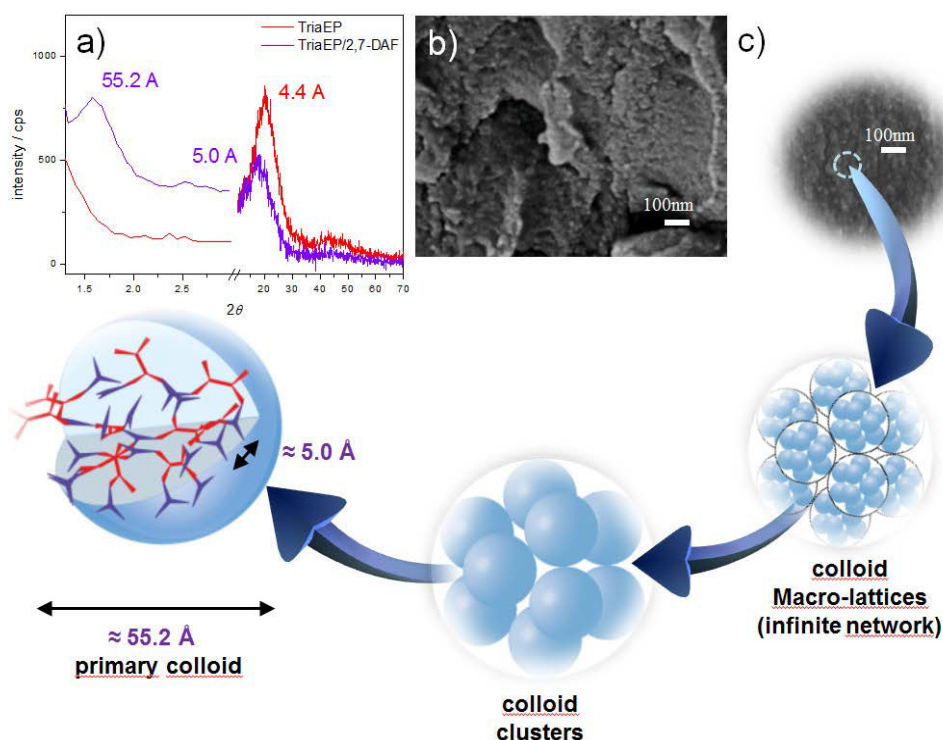 a)
TriaEP
TriaEP/2,7-DAF
1000
500
0
intensity / cps
55.2 A
5.0 A
4.4 A
1.5 2.0 2.5 20 30 40 50 60 70
2θ
b)
100nm
c)
100nm
≈ 5.0 Å
≈ 55.2 Å
primary colloid
colloid
clusters
colloid
Macro-lattices
(infinite network)